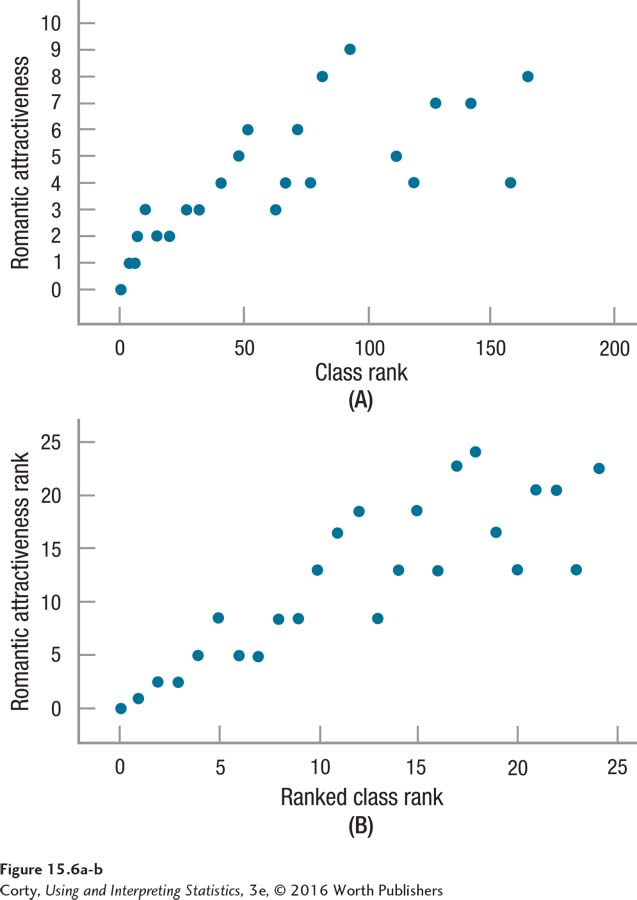 10
9
8
7
6
5
4
3
2
1
0
Romantic attractiveness
0 50 100 150 200
Class rank
(A)
25
20
15
10
5
0
Romantic attractiveness rank
0 5 10 15 20 25
Ranked class rank
(B)
Figure 15.6a-b
Corty, Using and Interpreting Statistics, 3e, © 2016 Worth Publishers